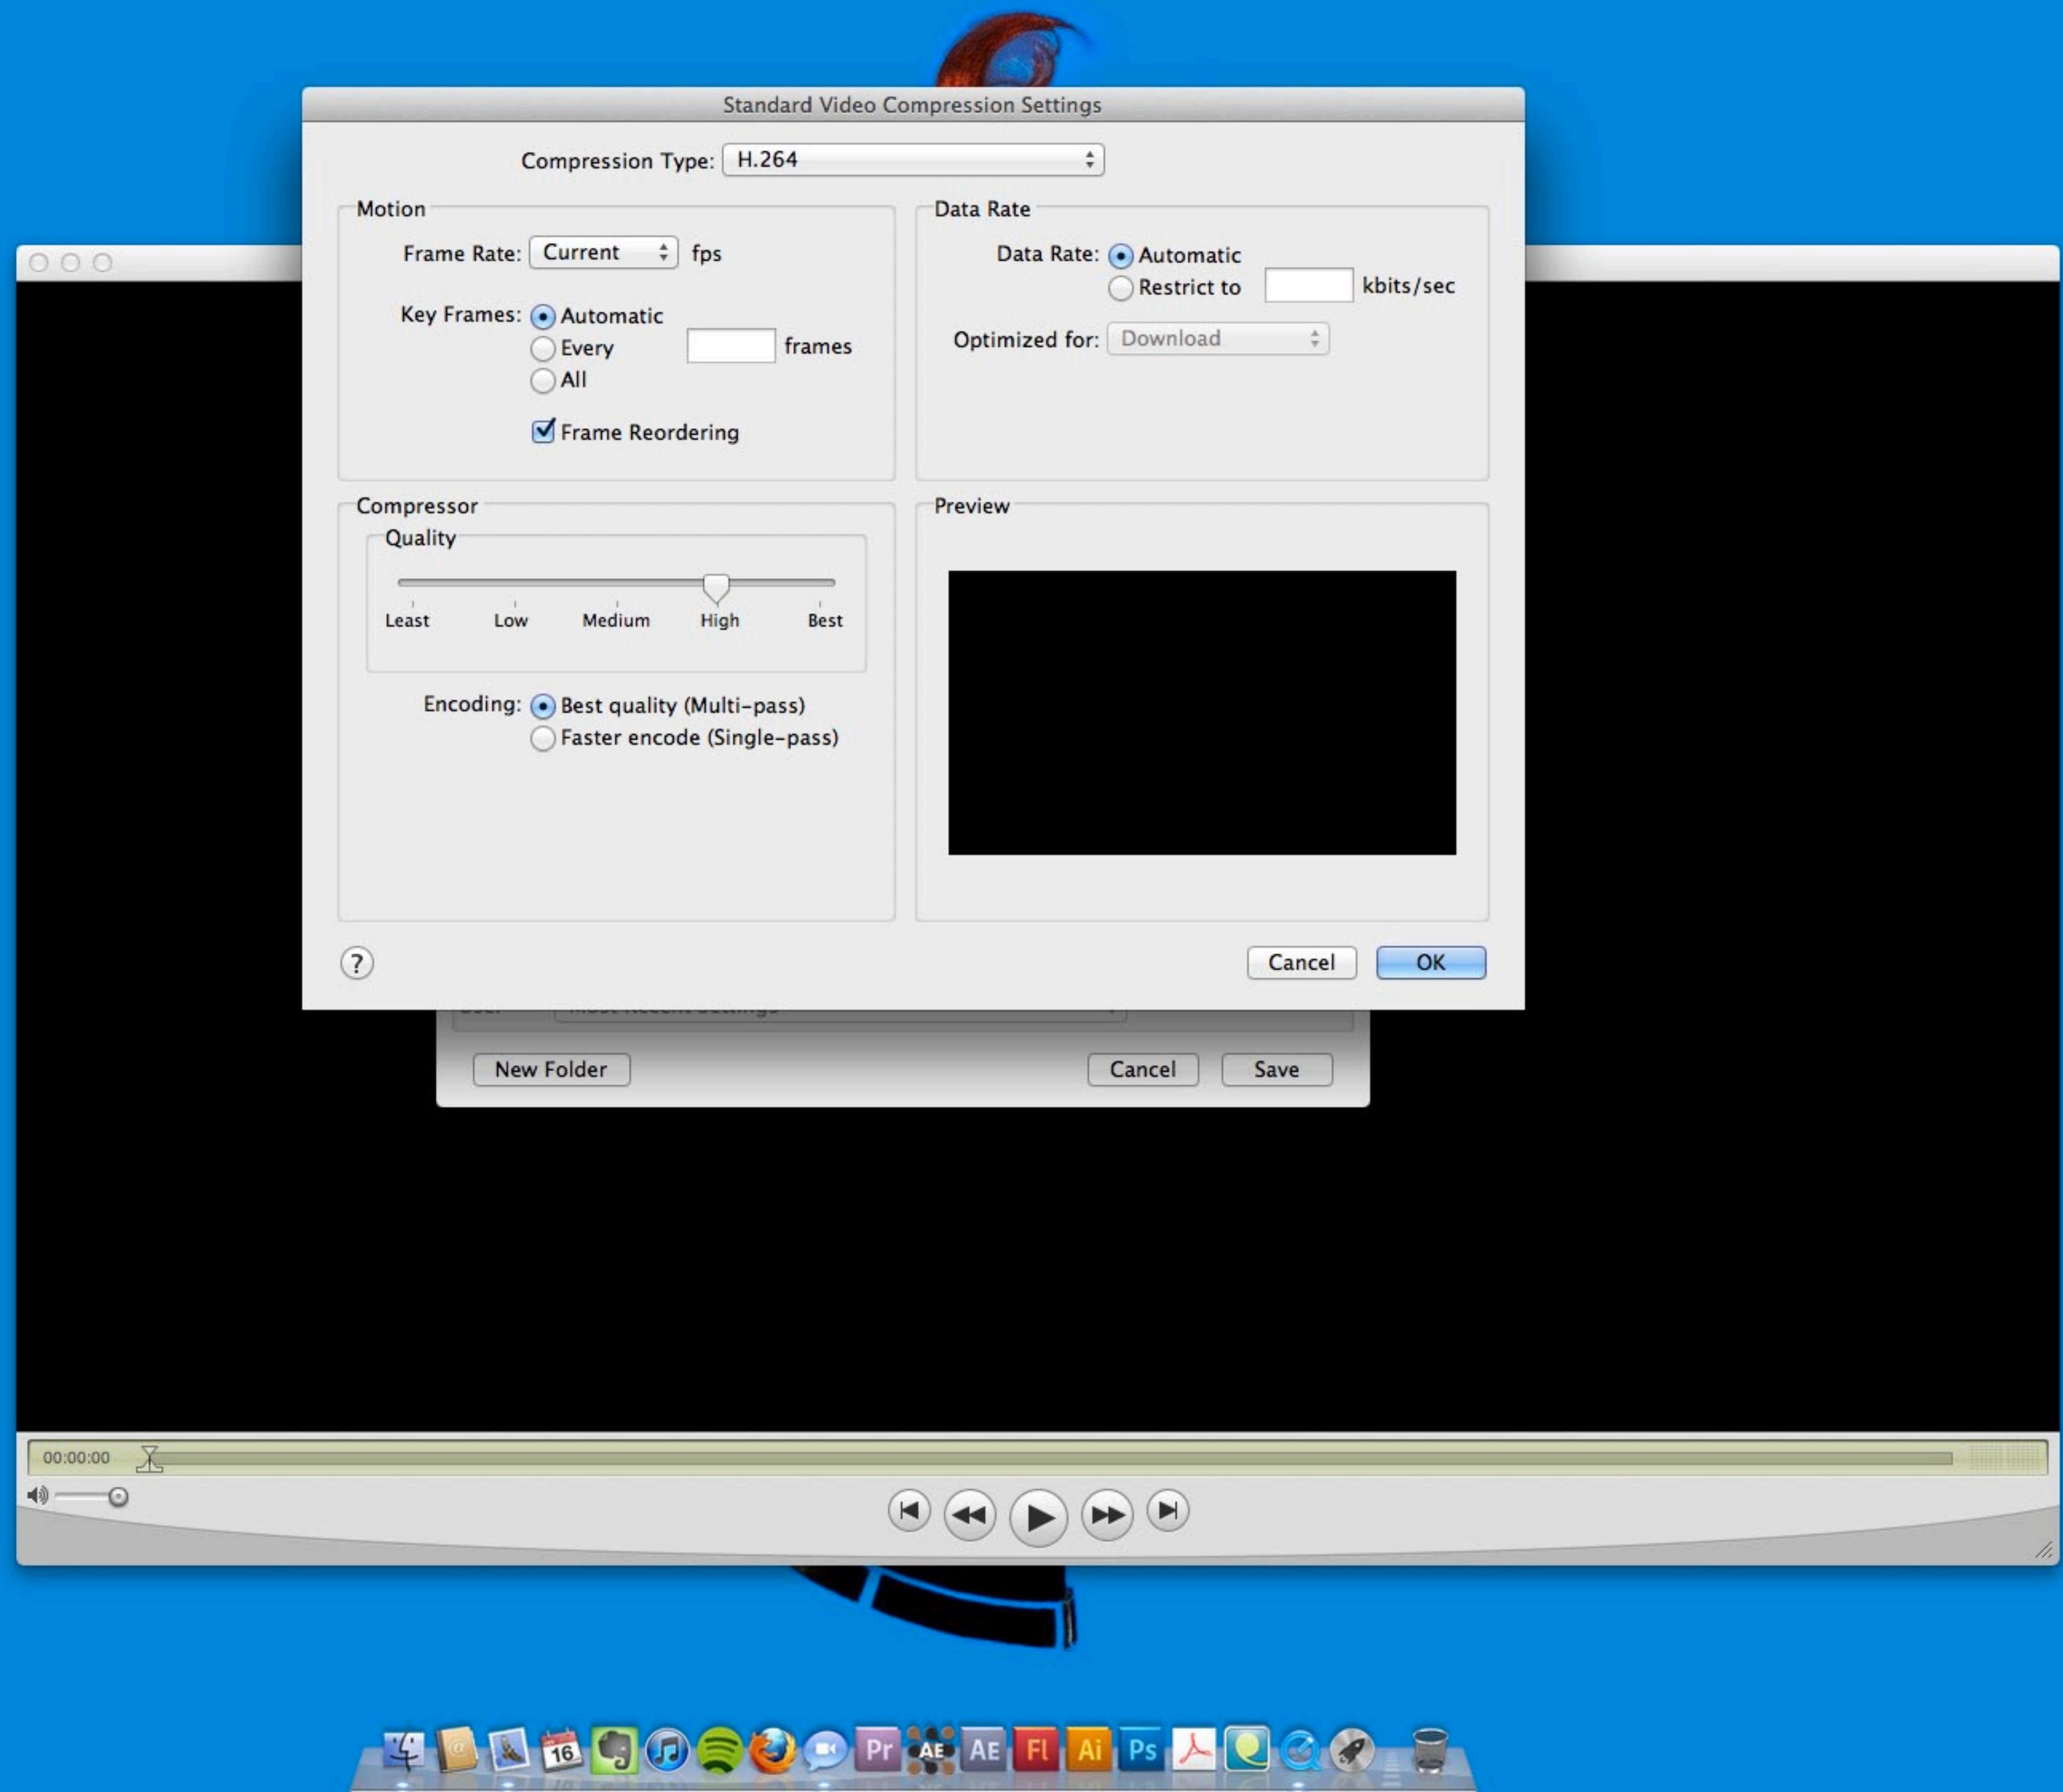 Standard Video Compression Settings
Compression Type: H.264
Motion
Frame Rate: Current fps
Key Frames: Automatic
Every frames
All
Frame Reordering
Data Rate
Data Rate: Automatic
Restrict to kbits/sec
Optimized for: Download
Compressor
Quality
Least Low Medium High Best
Encoding: Best quality (Multi-pass)
Faster encode (Single-pass)
Preview
? Cancel OK
Most Recent Settings
New Folder Cancel Save
00:00:00
16 Pr AE AE Fl Ai Ps